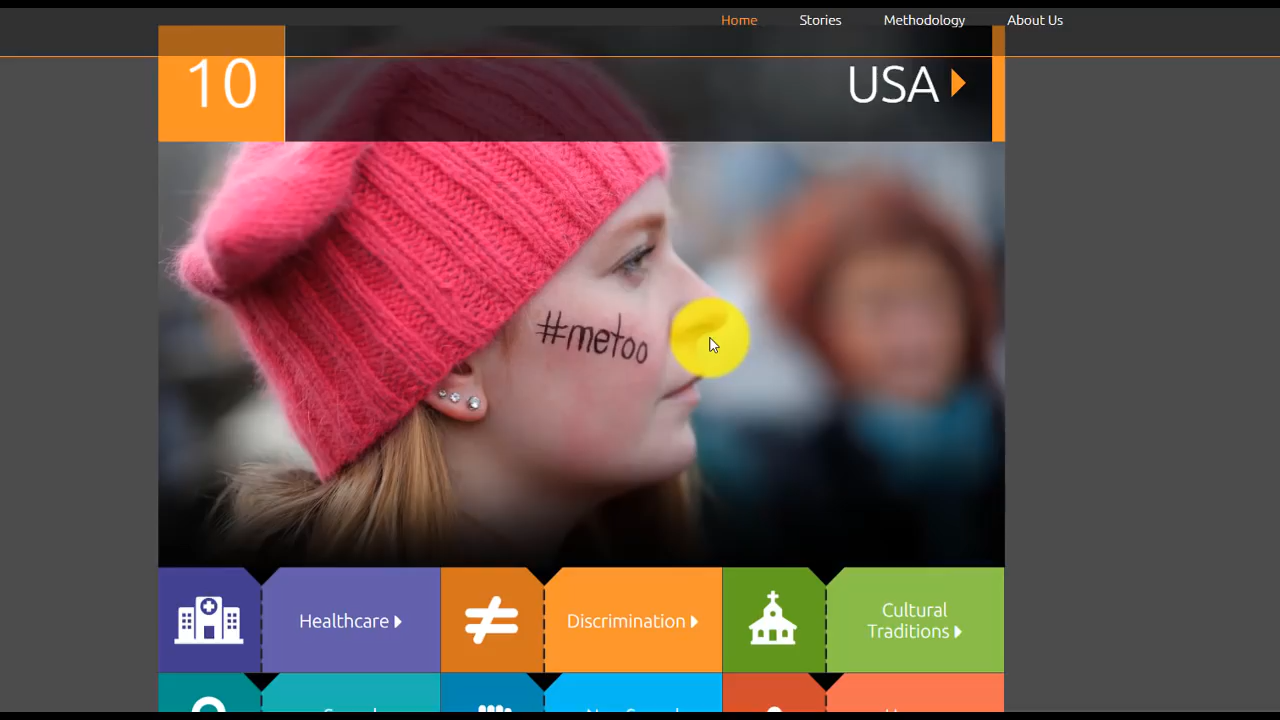 Home Stories Methodology About Us
10
USA
#metoo
Healthcare
Discrimination
Cultural
Traditions